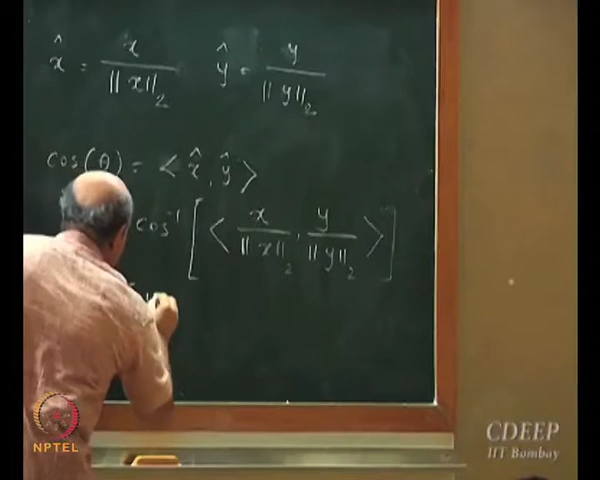 x̂ = x / ||x||₂   ŷ = y / ||y||₂
cos(θ) = < x̂, ŷ >
cos⁻¹ [ < x / ||x||₂ , y / ||y||₂ > ]
NPTEL
CDEEP
IIT Bombay